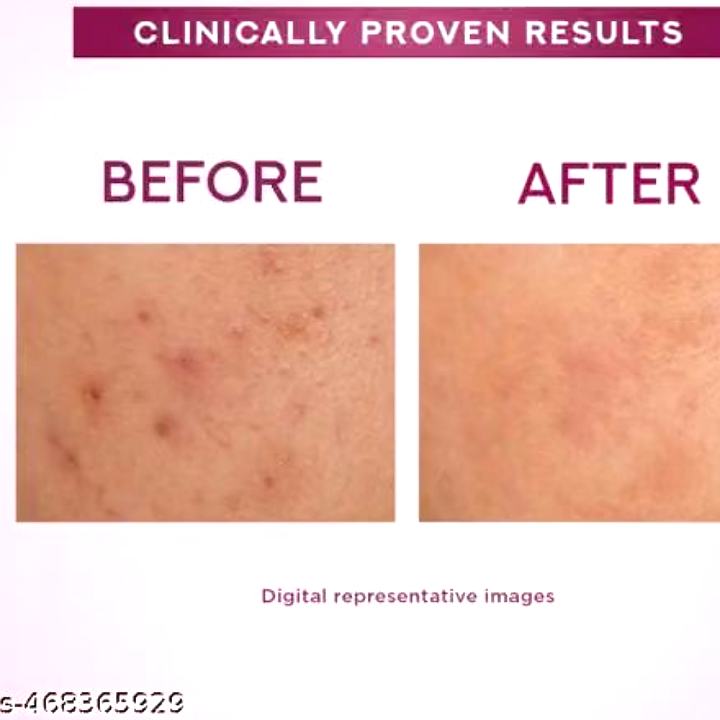 CLINICALLY PROVEN RESULTS
BEFORE
AFTER
Digital representative images
s-468365929